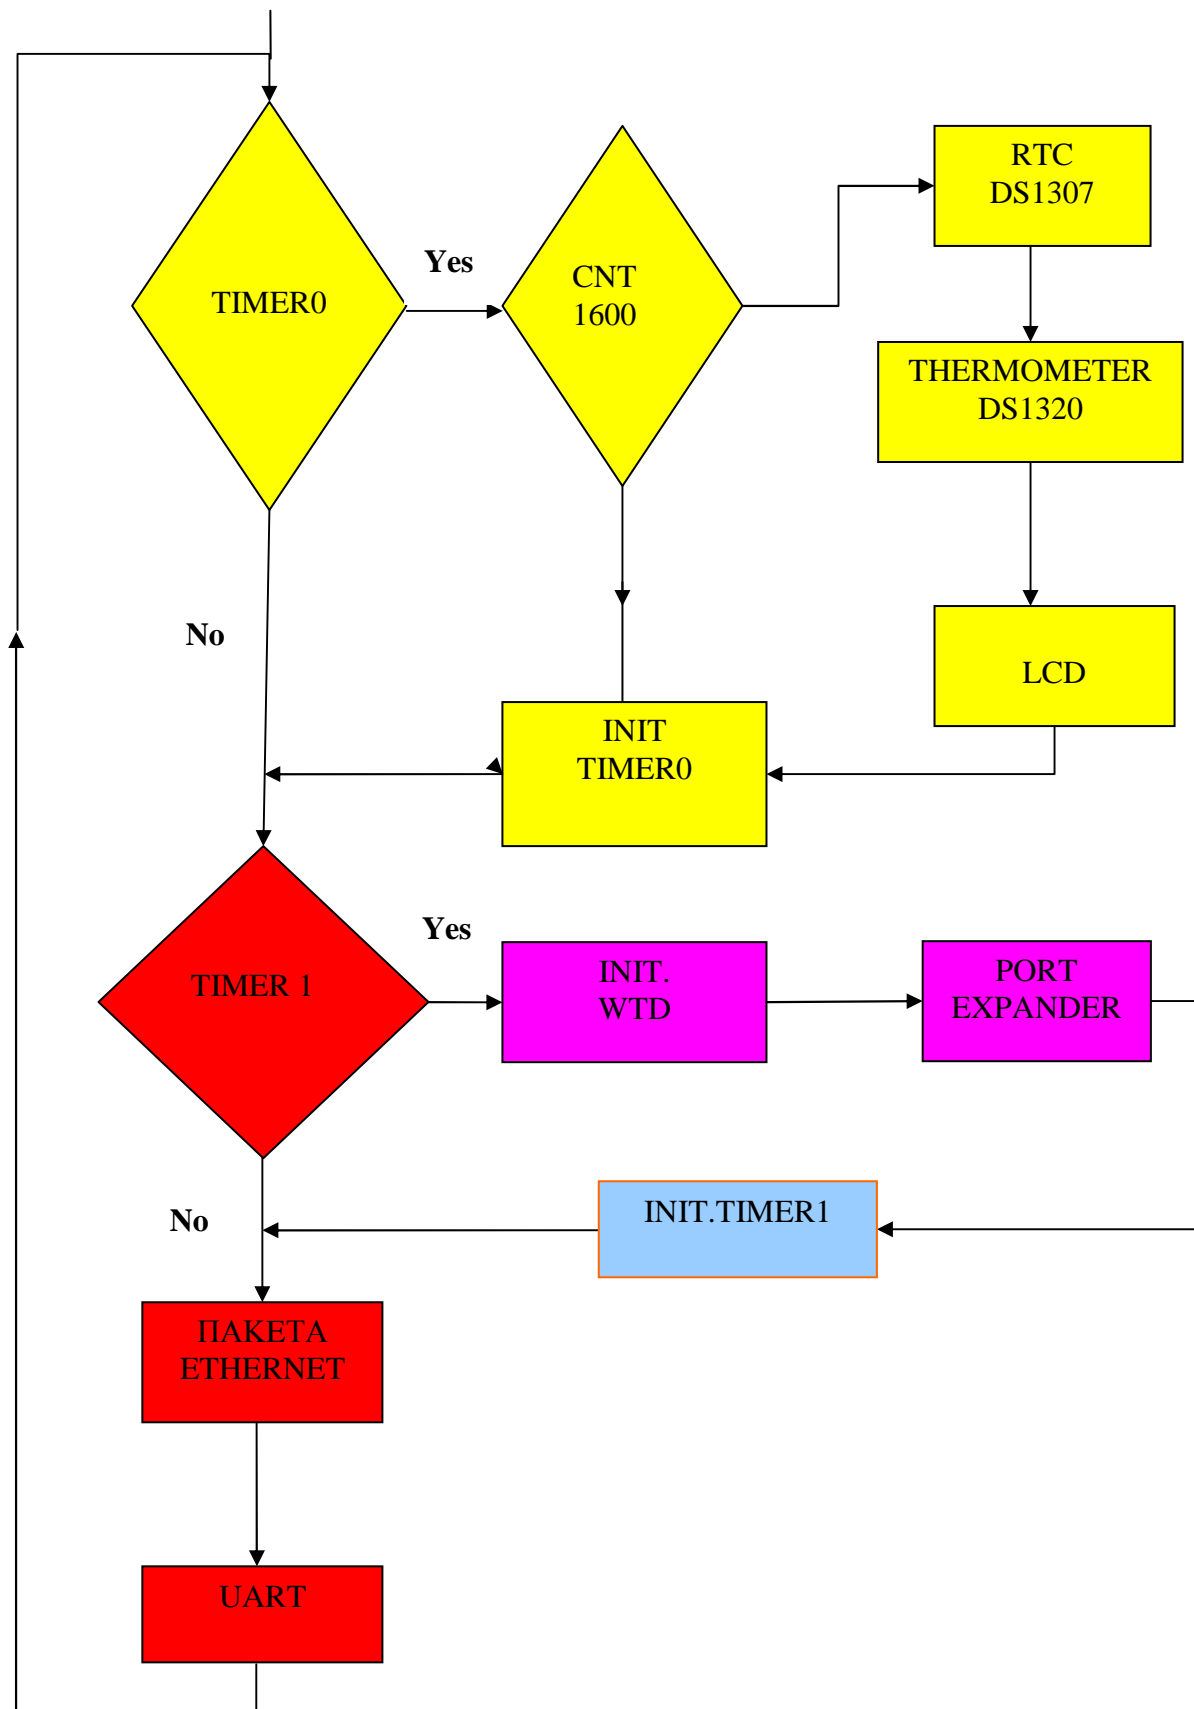 RTC
DS1307
Yes
CNT
1600
TIMER0
THERMOMETER
DS1320
No
LCD
INIT
TIMER0
Yes
TIMER 1
INIT.
WTD
PORT
EXPANDER
No
INIT.TIMER1
ПАКЕТА
ETHERNET
UART